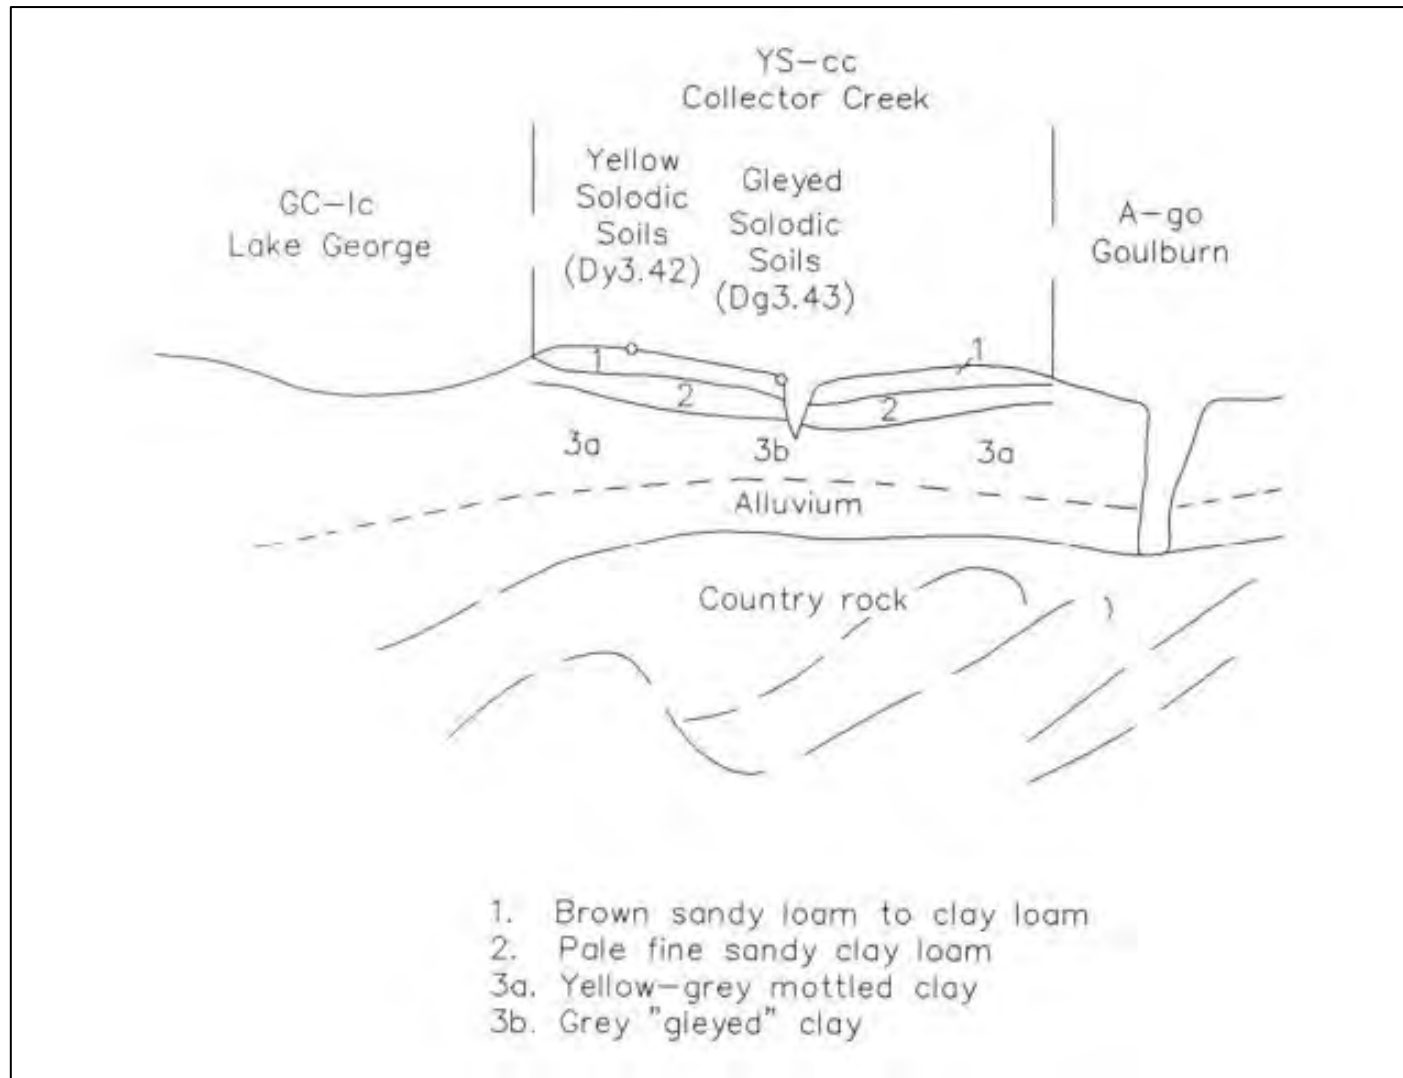 YS-cc
Collector Creek
Yellow
Solodic
Soils
(Dy3.42)
Gleyed
Solodic
Soils
(Dg3.43)
GC-lc
Lake George
A-go
Goulburn
1
1
2
2
3a
3b
3a
Alluvium
Country rock
1. Brown sandy loam to clay loam
2. Pale fine sandy clay loam
3a. Yellow-grey mottled clay
3b. Grey "gleyed" clay